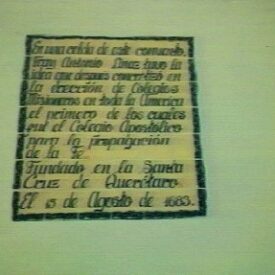 En una celda de este convento,
Fray Antonio Linaz tuvo la
idea que despues concretizó en
la erección de Colegios
Misioneros en toda la America
el primero de los cuales
fué el Colegio Apostólico
para la propagación
de la Fe.
Fundado en la Santa
Cruz de Querétaro
El 15 de Agosto de 1683.